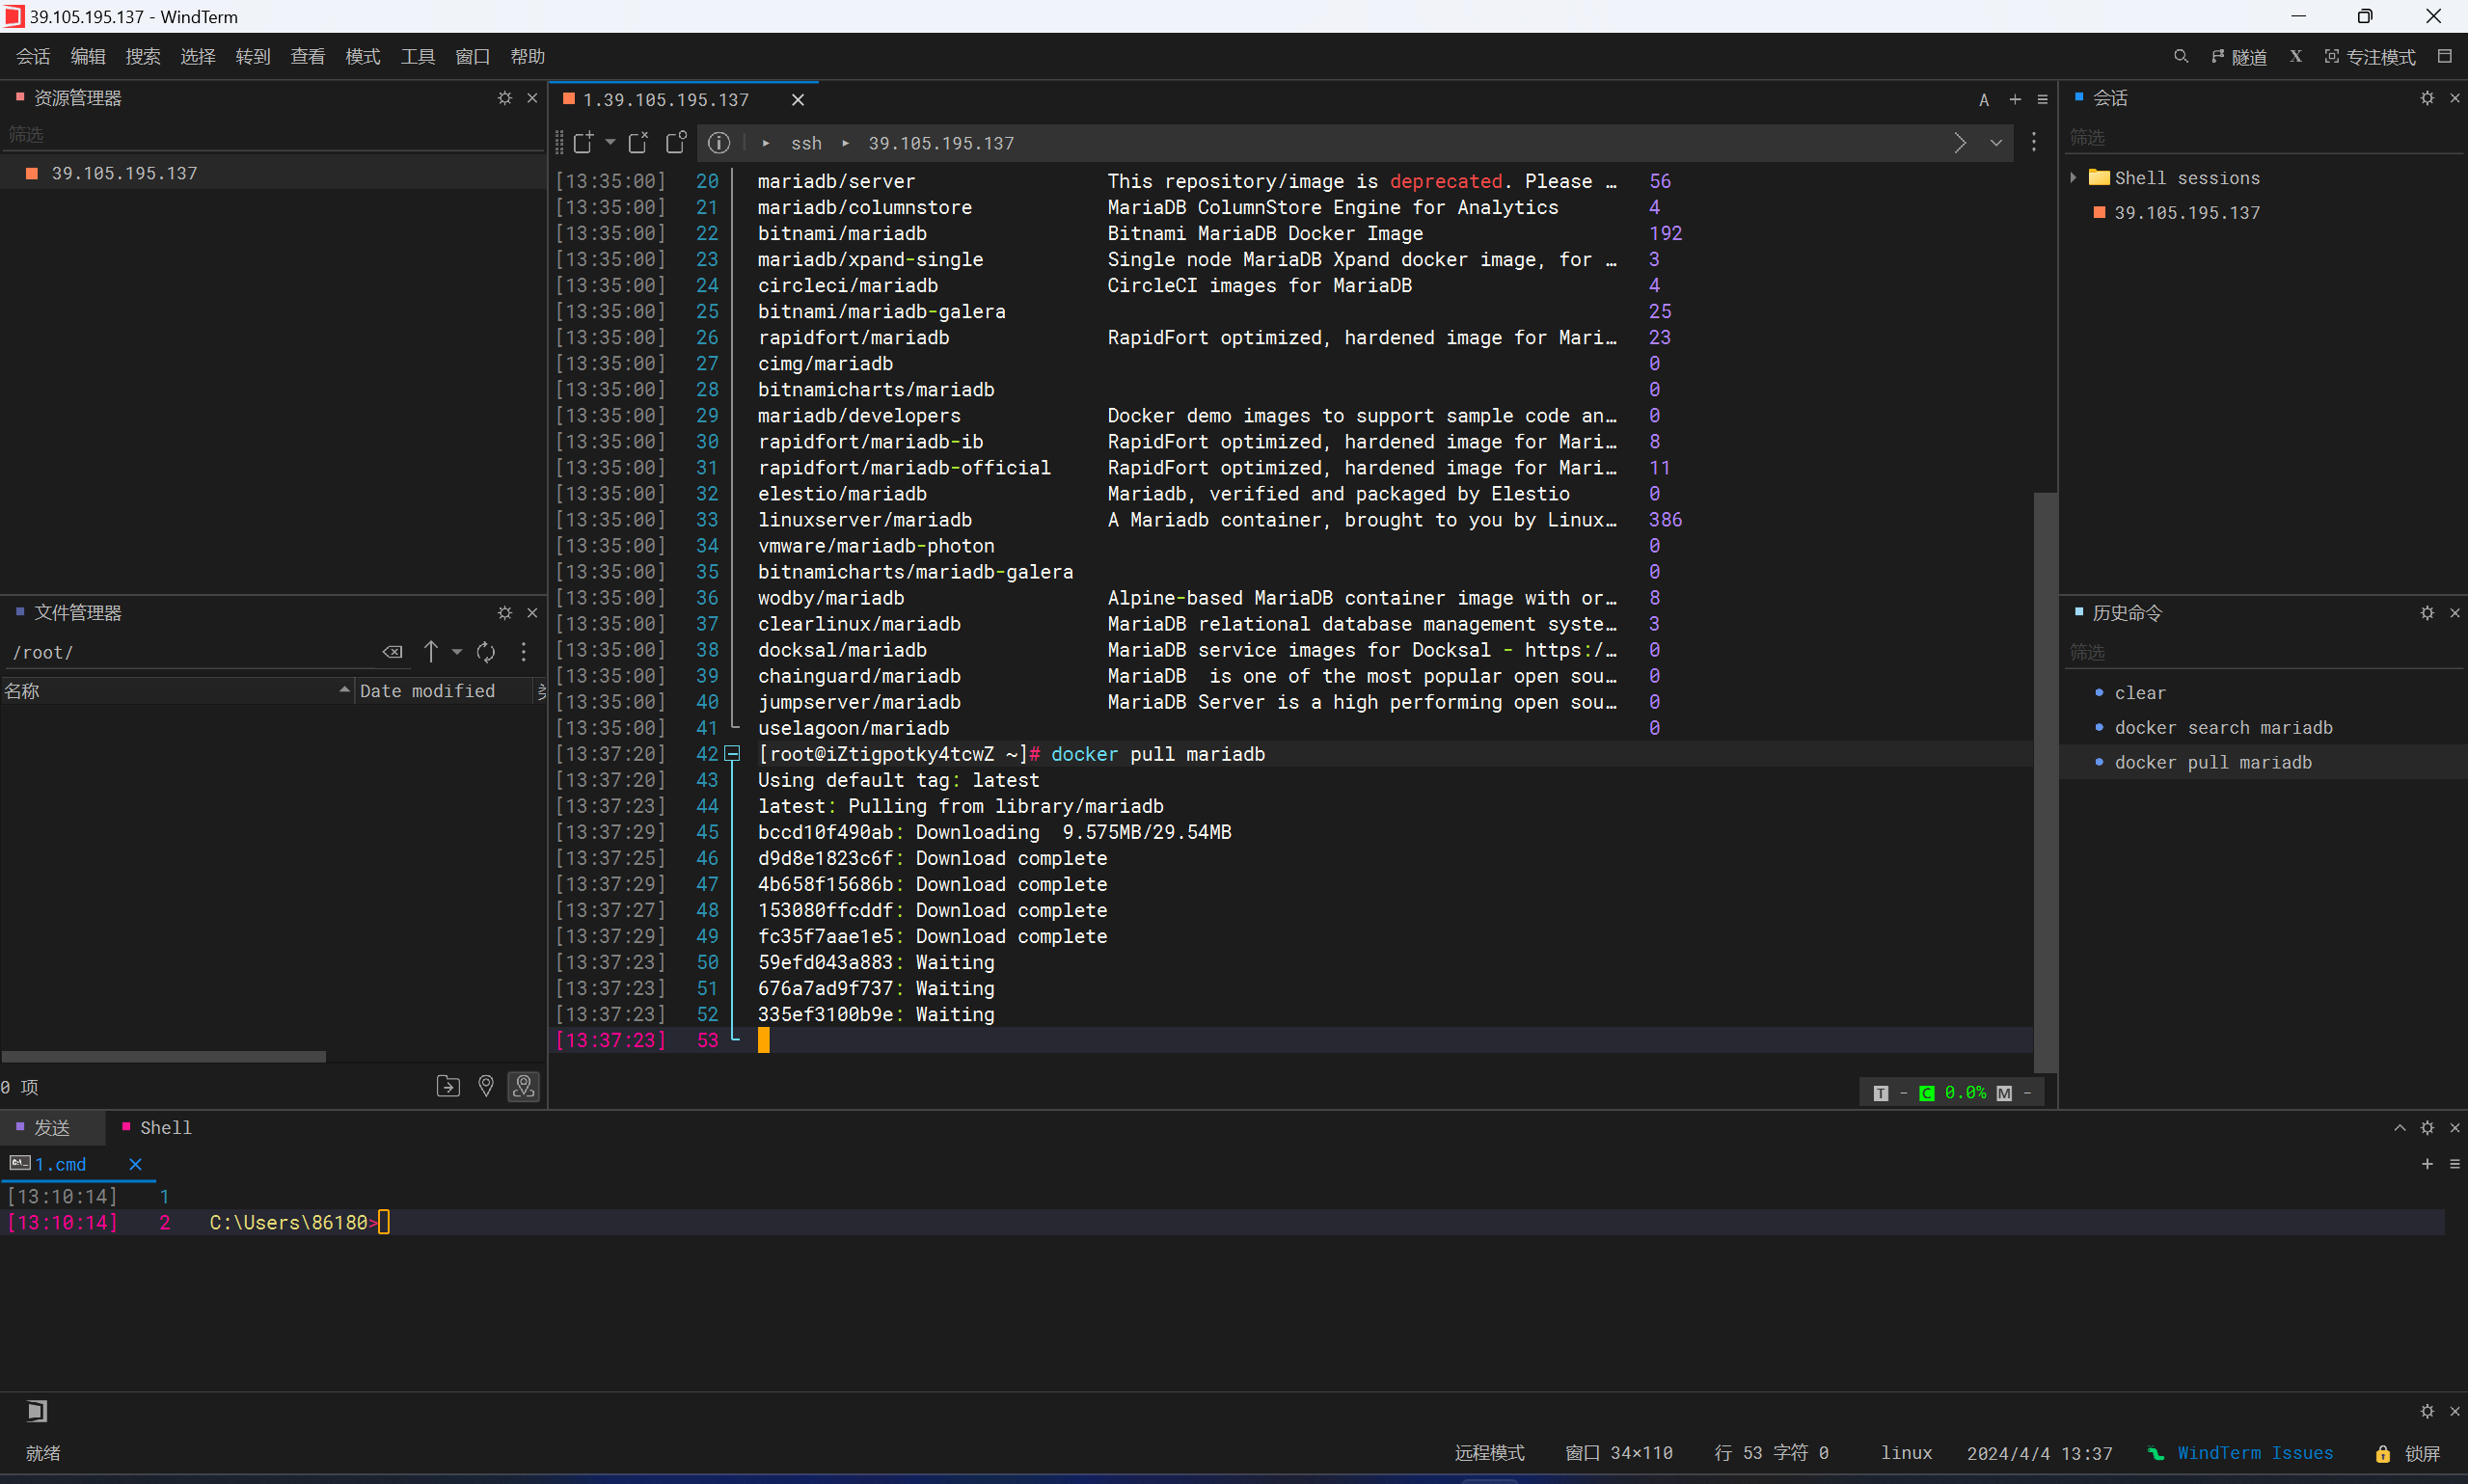 39.105.195.137 - WindTerm
会话 编辑 搜索 选择 转到 查看 模式 工具 窗口 帮助
隧道 X 专注模式
资源管理器
筛选
39.105.195.137
文件管理器
/root/
名称 Date modified
0 项
1.39.105.195.137
A
ssh 39.105.195.137
[13:35:00] 20 mariadb/server This repository/image is deprecated. Please … 56
[13:35:00] 21 mariadb/columnstore MariaDB ColumnStore Engine for Analytics 4
[13:35:00] 22 bitnami/mariadb Bitnami MariaDB Docker Image 192
[13:35:00] 23 mariadb/xpand-single Single node MariaDB Xpand docker image, for … 3
[13:35:00] 24 circleci/mariadb CircleCI images for MariaDB 4
[13:35:00] 25 bitnami/mariadb-galera 25
[13:35:00] 26 rapidfort/mariadb RapidFort optimized, hardened image for Mari… 23
[13:35:00] 27 cimg/mariadb 0
[13:35:00] 28 bitnamicharts/mariadb 0
[13:35:00] 29 mariadb/developers Docker demo images to support sample code an… 0
[13:35:00] 30 rapidfort/mariadb-ib RapidFort optimized, hardened image for Mari… 8
[13:35:00] 31 rapidfort/mariadb-official RapidFort optimized, hardened image for Mari… 11
[13:35:00] 32 elestio/mariadb Mariadb, verified and packaged by Elestio 0
[13:35:00] 33 linuxserver/mariadb A Mariadb container, brought to you by Linux… 386
[13:35:00] 34 vmware/mariadb-photon 0
[13:35:00] 35 bitnamicharts/mariadb-galera 0
[13:35:00] 36 wodby/mariadb Alpine-based MariaDB container image with or… 8
[13:35:00] 37 clearlinux/mariadb MariaDB relational database management syste… 3
[13:35:00] 38 docksal/mariadb MariaDB service images for Docksal - https:/… 0
[13:35:00] 39 chainguard/mariadb MariaDB  is one of the most popular open sou… 0
[13:35:00] 40 jumpserver/mariadb MariaDB Server is a high performing open sou… 0
[13:35:00] 41 uselagoon/mariadb 0
[13:37:20] 42 [root@iZtigpotky4tcwZ ~]# docker pull mariadb
[13:37:20] 43 Using default tag: latest
[13:37:23] 44 latest: Pulling from library/mariadb
[13:37:29] 45 bccd10f490ab: Downloading  9.575MB/29.54MB
[13:37:25] 46 d9d8e1823c6f: Download complete
[13:37:29] 47 4b658f15686b: Download complete
[13:37:27] 48 153080ffcddf: Download complete
[13:37:29] 49 fc35f7aae1e5: Download complete
[13:37:23] 50 59efd043a883: Waiting
[13:37:23] 51 676a7ad9f737: Waiting
[13:37:23] 52 335ef3100b9e: Waiting
[13:37:23] 53
T - C 0.0% M -
会话
筛选
Shell sessions
39.105.195.137
历史命令
筛选
clear
docker search mariadb
docker pull mariadb
发送 Shell
1.cmd
[13:10:14] 1
[13:10:14] 2 C:\Users\86180>
就绪 远程模式 窗口 34×110 行 53 字符 0 linux 2024/4/4 13:37 WindTerm Issues 锁屏